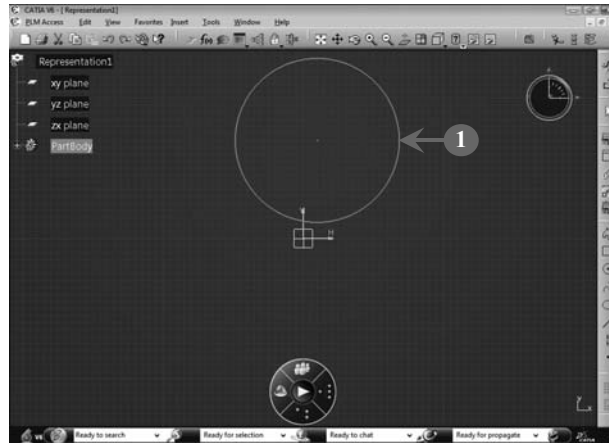 CATIA V6 - [ Representation1]
PLM Access Edit View Favorites Insert Tools Window Help
Representation1
xy plane
yz plane
zx plane
PartBody
1
V
H
y
x
V6 Ready to search Ready for selection Ready to chat Ready for propagate